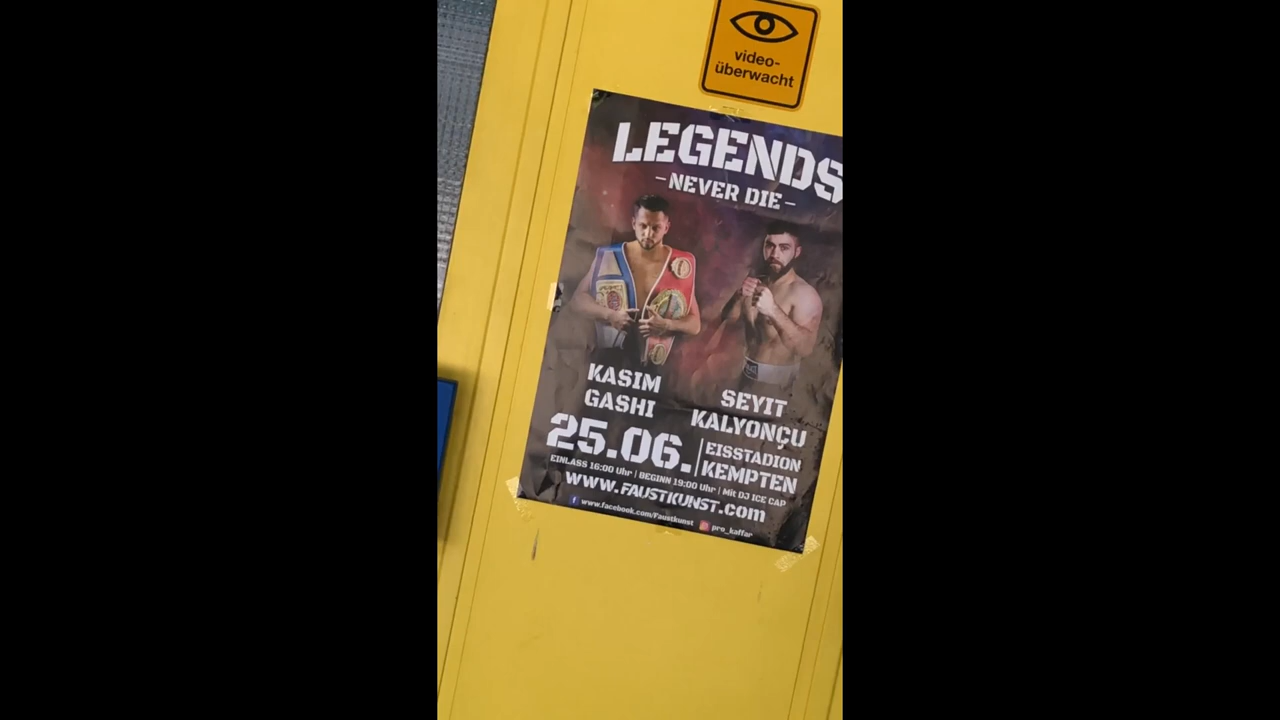 video-
überwacht
LEGENDS
-NEVER DIE-
KASIM
GASHI
SEYIT
KALYONÇU
25.06.
EISSTADION
KEMPTEN
EINLASS 16:00 Uhr | BEGINN 19:00 Uhr | Mit DJ ICE CAP
www.FAUSTKUNST.com
www.facebook.com/Faustkunst pro_kaffar